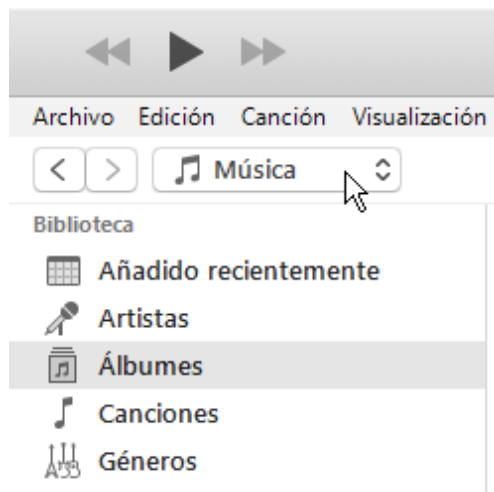 Archivo Edición Canción Visualización
Música
Biblioteca
Añadido recientemente
Artistas
Álbumes
Canciones
Géneros